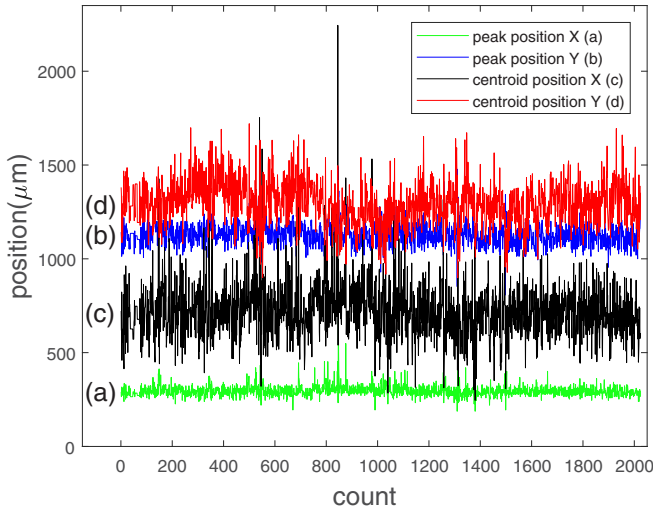 peak position X (a)
peak position Y (b)
centroid position X (c)
centroid position Y (d)
position(μm)
2000
1500
1000
500
0
(d)
(b)
(c)
(a)
0 200 400 600 800 1000 1200 1400 1600 1800 2000
count